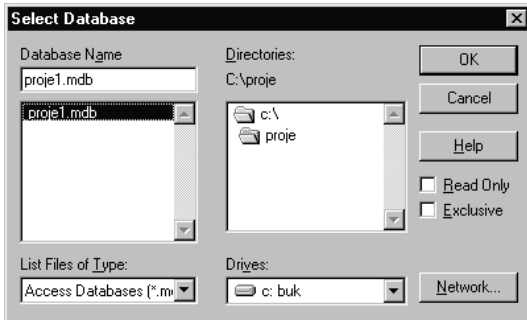 Select Database
Database Name
proje1.mdb
proje1.mdb
List Files of Type:
Access Databases (*.m
Directories:
C:\proje
c:\
proje
Drives:
c: buk
OK
Cancel
Help
Read Only
Exclusive
Network...